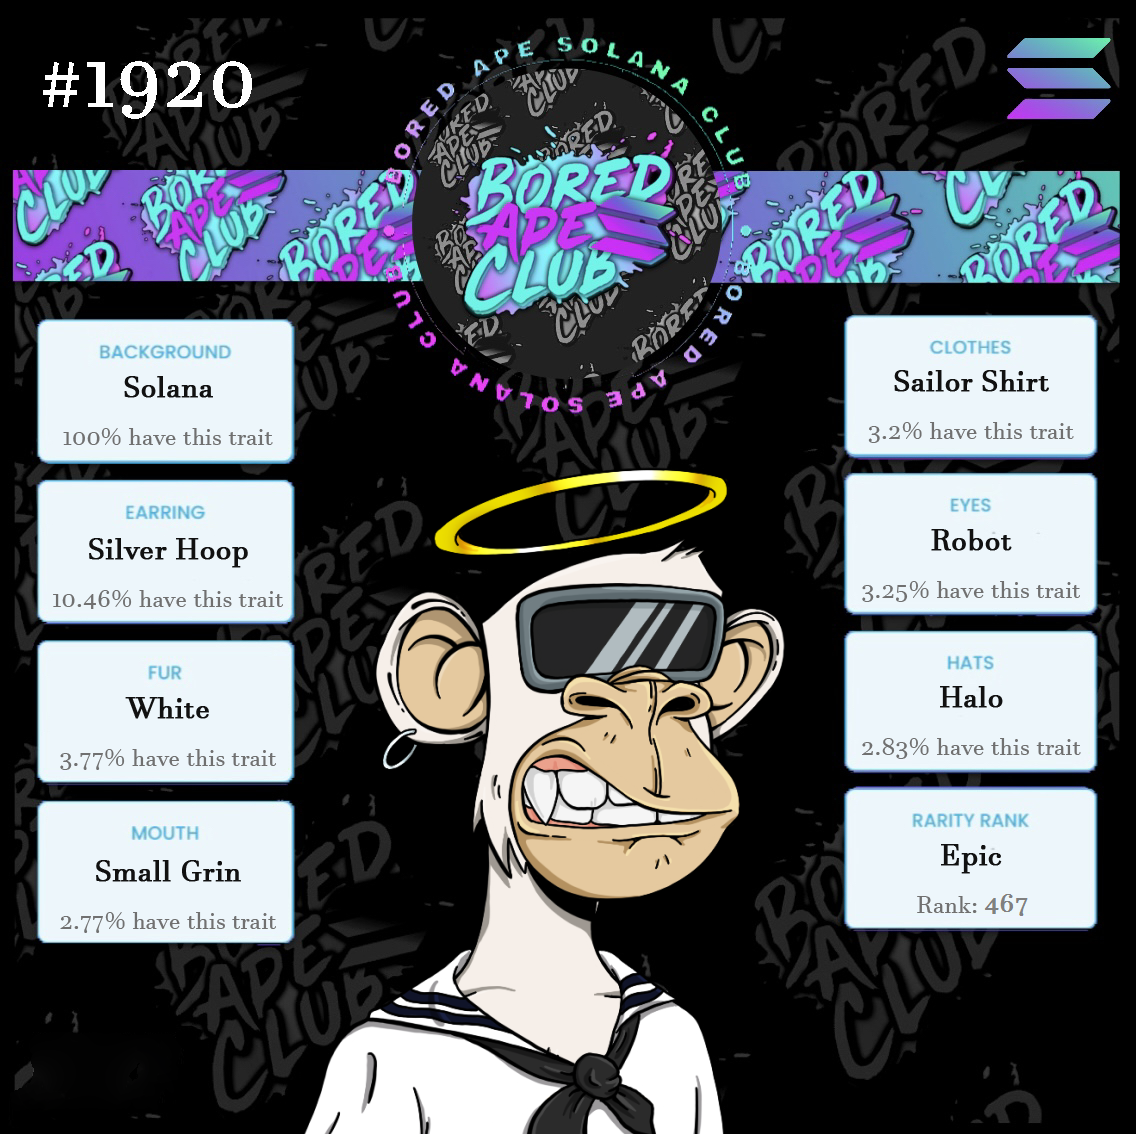 #1920
BORED APE SOLANA CLUB
BORED APE SOLANA CLUB
BORED
APE
CLUB
BACKGROUND
Solana
100% have this trait
EARRING
Silver Hoop
10.46% have this trait
FUR
White
3.77% have this trait
MOUTH
Small Grin
2.77% have this trait
CLOTHES
Sailor Shirt
3.2% have this trait
EYES
Robot
3.25% have this trait
HATS
Halo
2.83% have this trait
RARITY RANK
Epic
Rank: 467